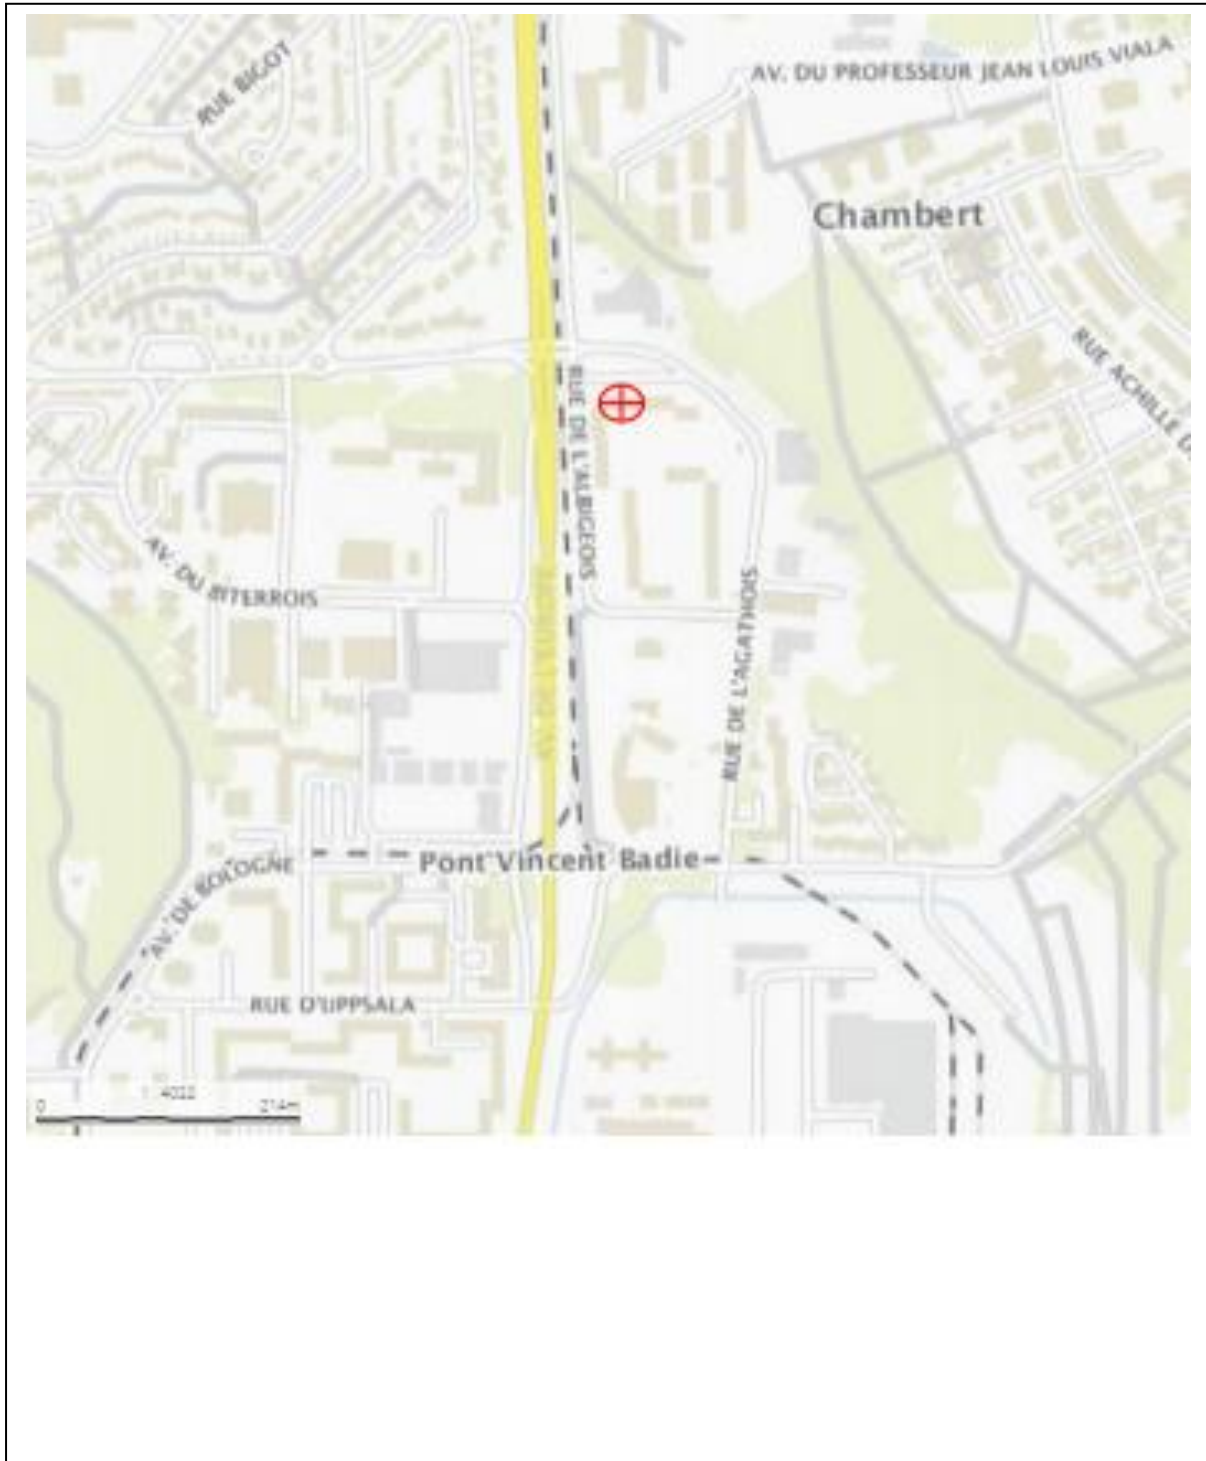 RUE BIGOT
AV. DU PROFESSEUR JEAN LOUIS VIALA
Chambert
RUE ACHILLE
RUE DE L'ALBIGEOIS
AV. DU BITERROIS
RUE DE L'AGATHOIS
Pont Vincent Badie
AV. DE BOLOGNE
RUE D'UPPSALA
0
214m